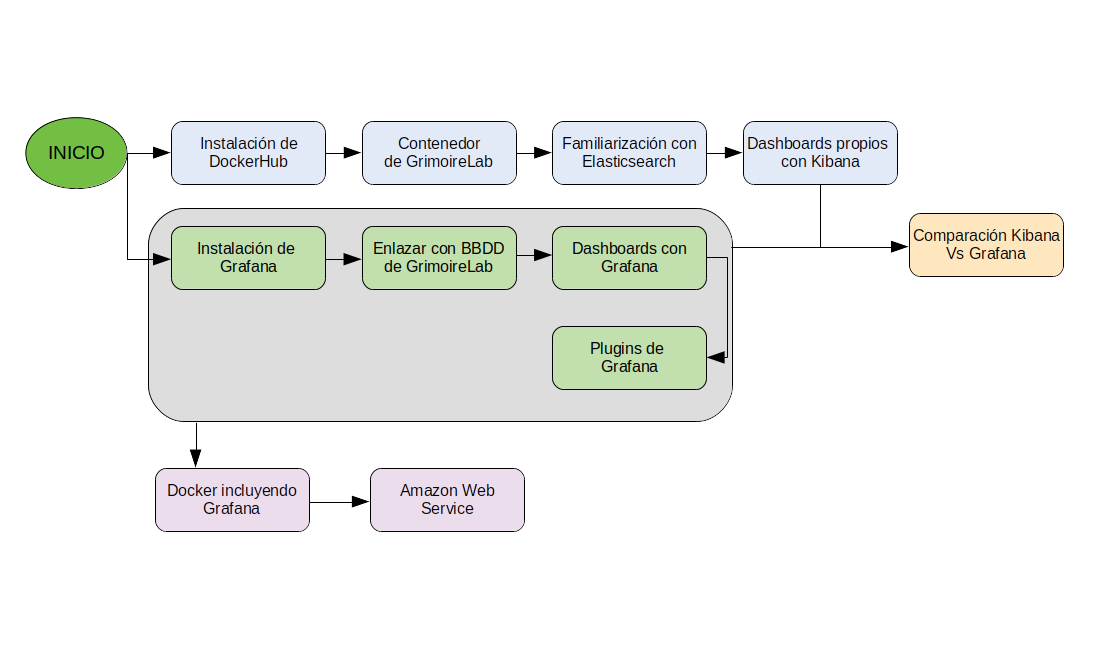 INICIO
Instalación de
DockerHub
Contenedor
de GrimoireLab
Familiarización con
Elasticsearch
Dashboards propios
con Kibana
Instalación de
Grafana
Enlazar con BBDD
de GrimoireLab
Dashboards con
Grafana
Comparación Kibana
Vs Grafana
Plugins de
Grafana
Docker incluyendo
Grafana
Amazon Web
Service